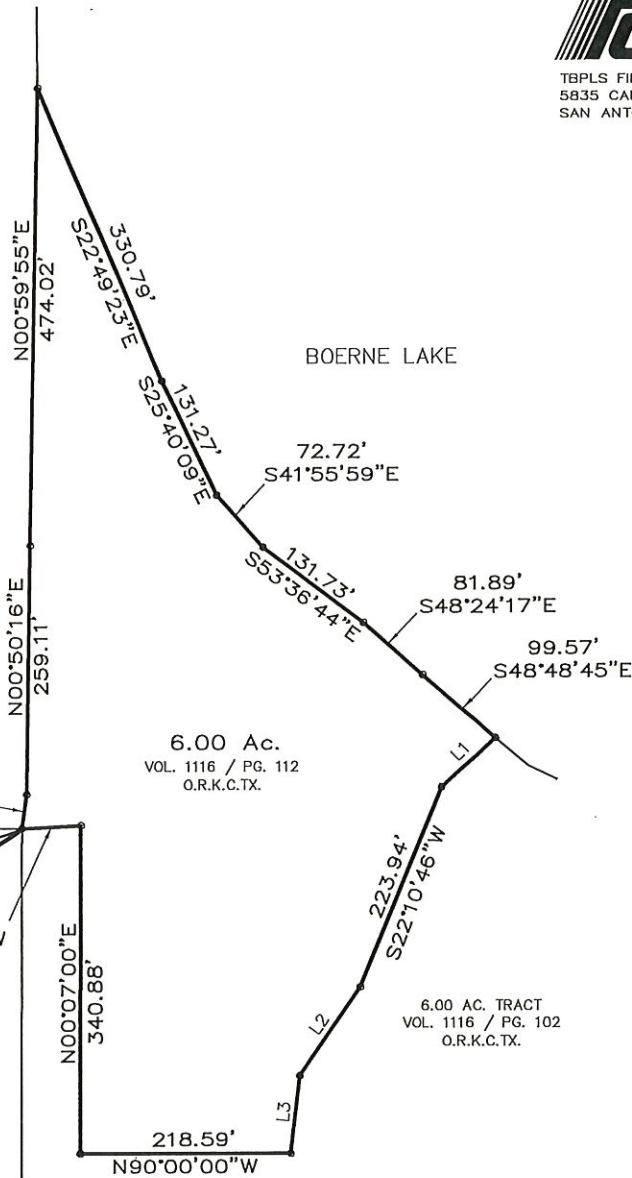 TBPLS
5835
SAN
N00°59'55"E
474.02'
330.79'
S22°49'23"E
BOERNE LAKE
131.27'
S25°40'09"E
72.72'
S41°55'59"E
131.73'
S53°36'44"E
81.89'
S48°24'17"E
99.57'
S48°48'45"E
N00°50'16"E
259.11'
6.00 Ac.
VOL. 1116 / PG. 112
O.R.K.C.TX.
L1
223.94'
S22°10'46"W
N00°07'00"E
340.88'
L2
6.00 AC. TRACT
VOL. 1116 / PG. 102
O.R.K.C.TX.
L3
218.59'
N90°00'00"W